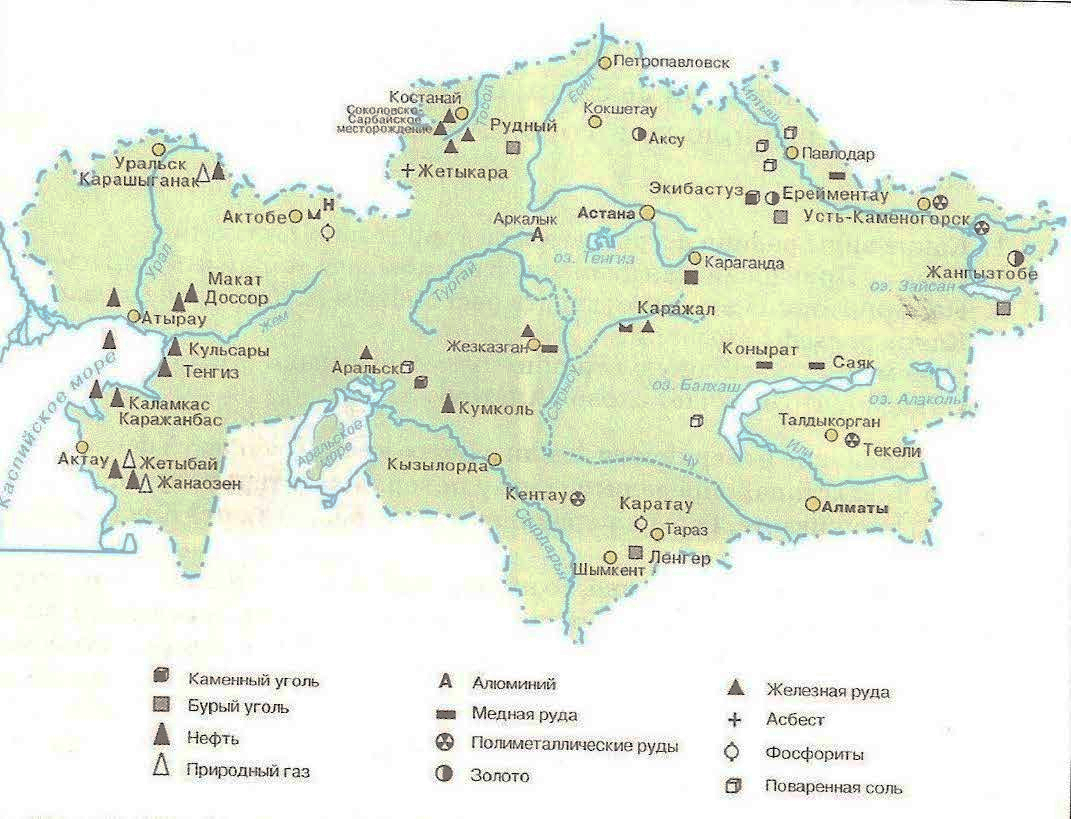 Петропавловск
Есил
Тобол
Костанай
Соколовско-
Сарбайское
месторождение
Рудный
Кокшетау
Аксу
Иртыш
Павлодар
Жетыкара
Уральск
Карашыганак
Актобе
Н
Экибастуз
Ерейментау
Усть-Каменогорск
Аркалык
А
Астана
оз. Тенгиз
Караганда
Жангызтобе
оз. Зайсан
Урал
Макат
Доссор
Атырау
Жем
Тургай
Каражал
Кульсары
Тенгиз
Жезказган
Конырат
Саяк
Аральск
Сарысу
оз. Балхаш
оз. Алаколь
Каспийское море
Каламкас
Каражанбас
Кумколь
Талдыкорган
Текели
Аральское
море
Актау
Жетыбай
Жанаозен
Кызылорда
Чу
Или
Кентау
Каратау
Алматы
Сырдарья
Тараз
Ленгер
Шымкент
Каменный уголь
Бурый уголь
Нефть
Природный газ
А Алюминий
Медная руда
Полиметаллические руды
Золото
Железная руда
Асбест
Фосфориты
Поваренная соль